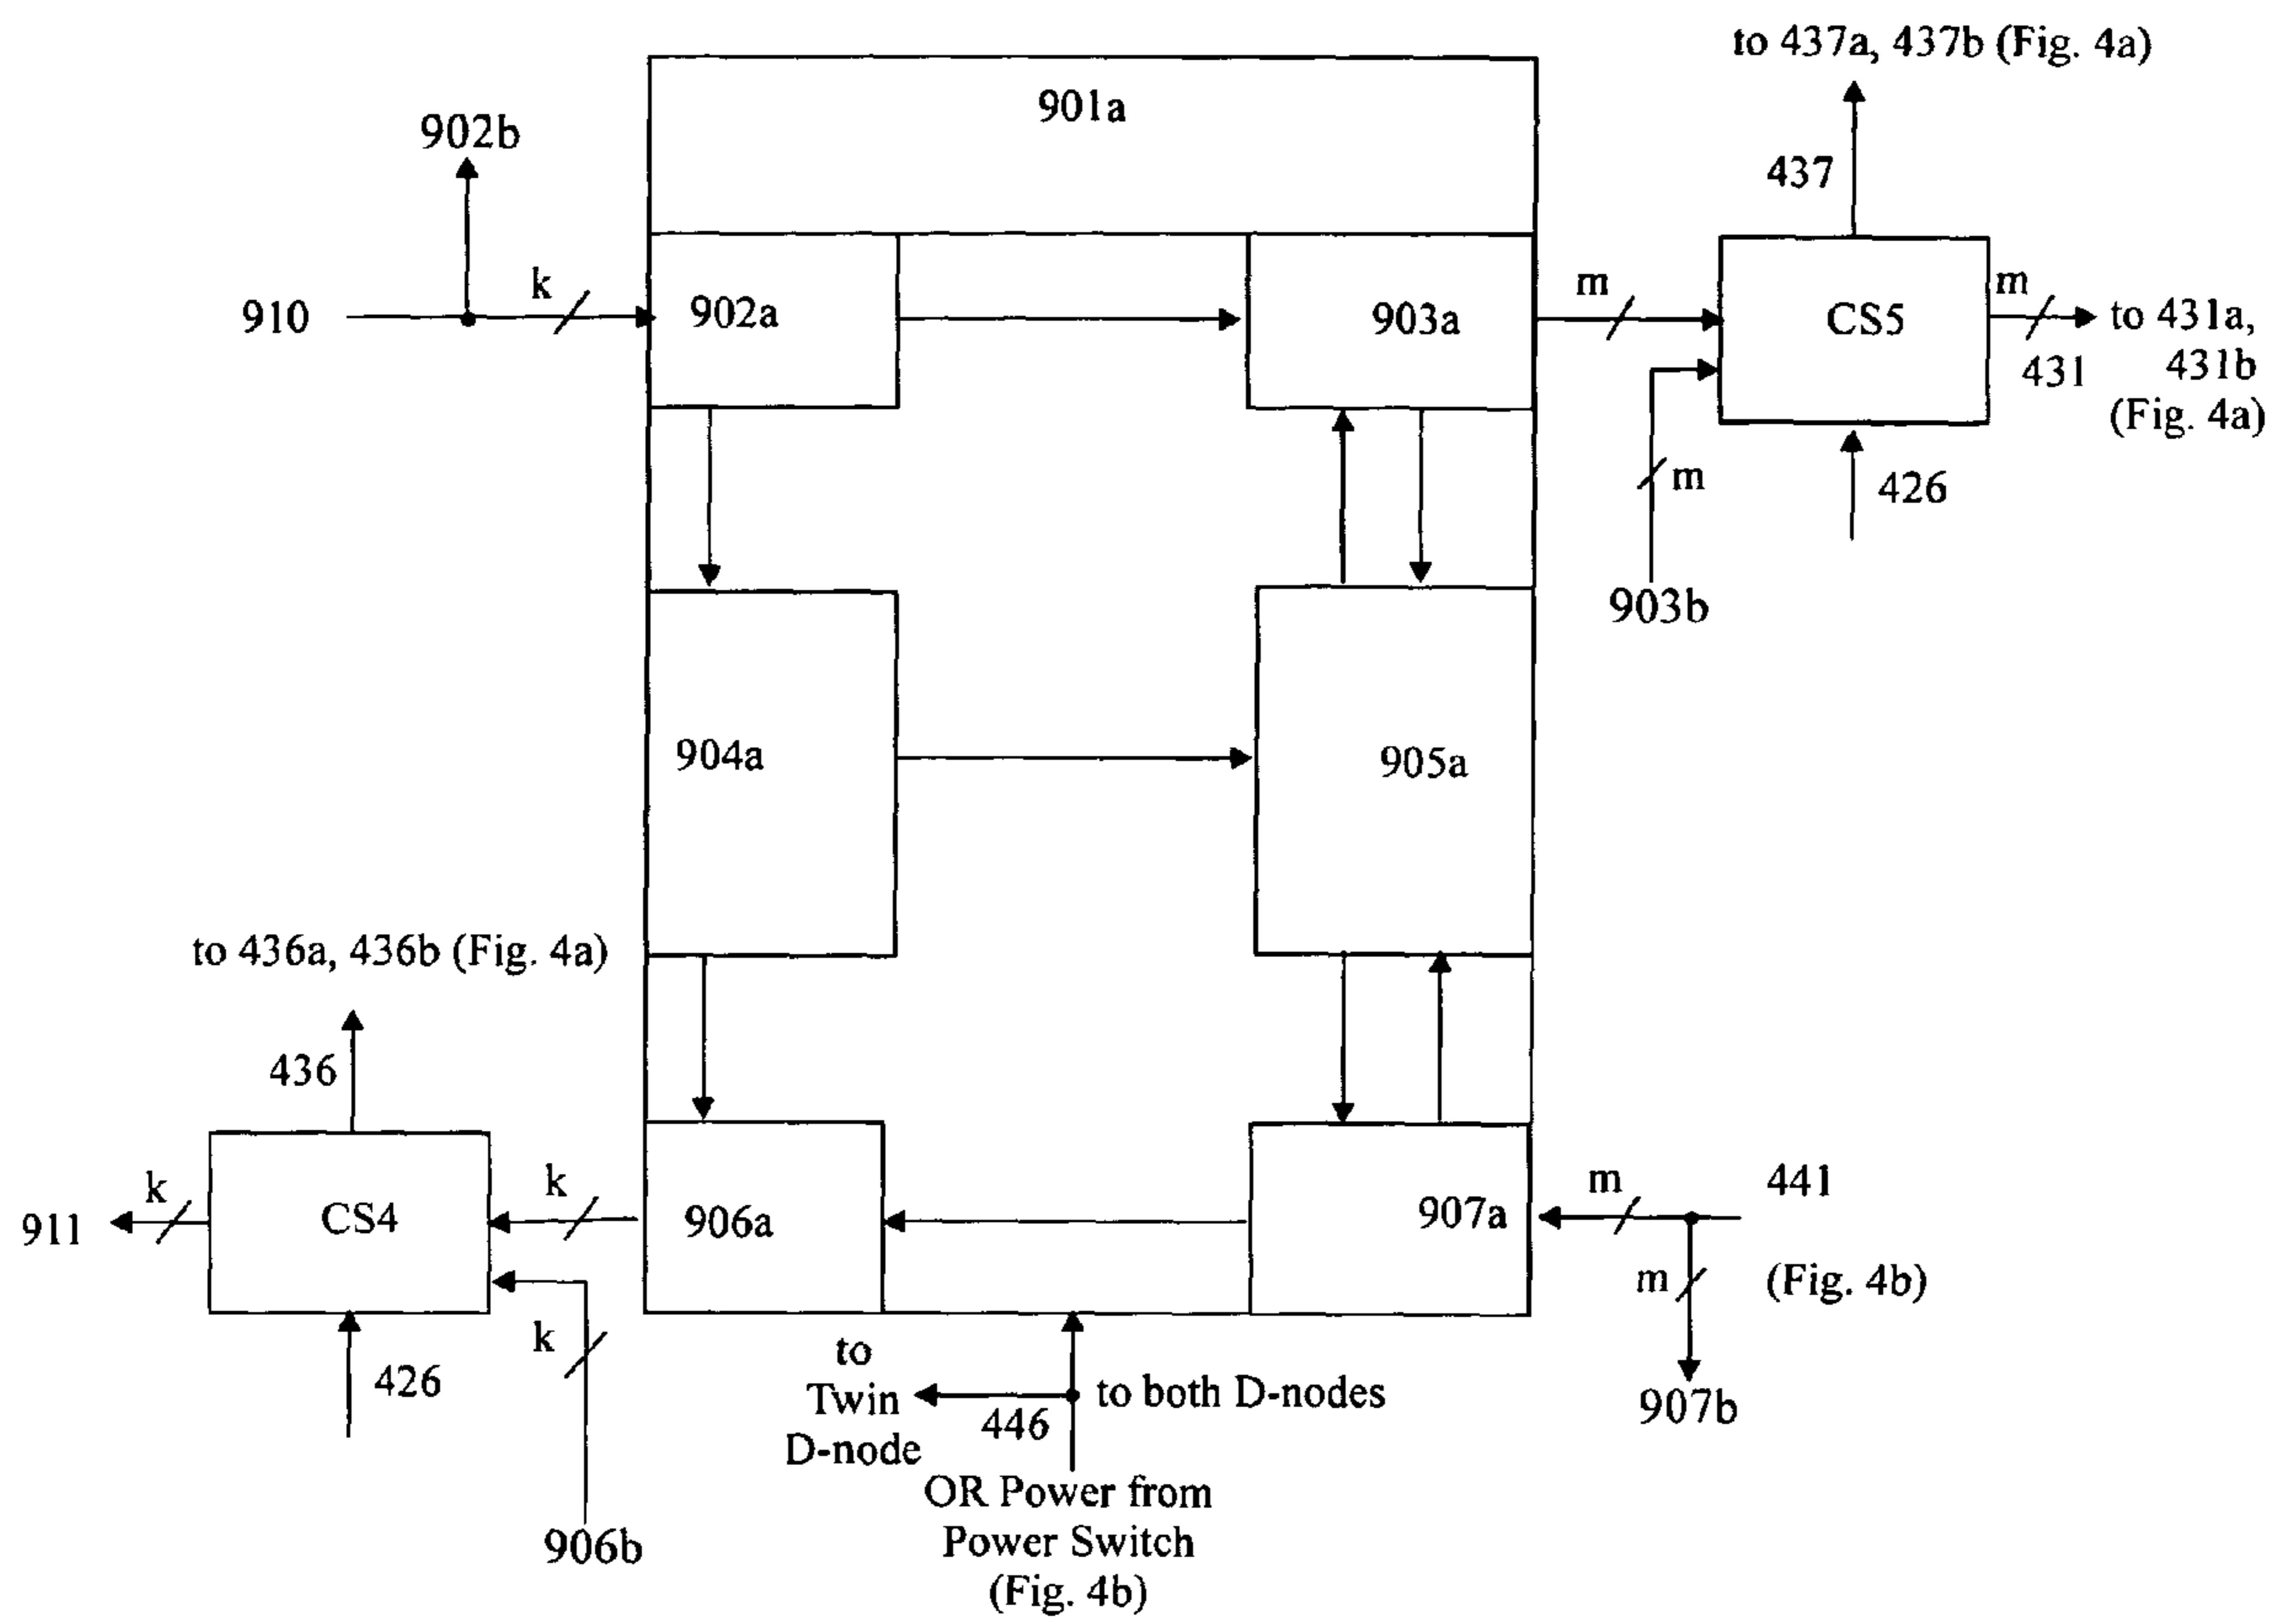 to 437a, 437b (Fig. 4a)
901a
902b
437
k
m
m
910
902a
903a
CS5
to 431a,
431
431b
(Fig. 4a)
m
426
903b
904a
905a
to 436a, 436b (Fig. 4a)
436
k
k
m
441
911
CS4
906a
907a
k
m
(Fig. 4b)
426
to
Twin
D-node
446
to both D-nodes
907b
OR Power from
Power Switch
(Fig. 4b)
906b